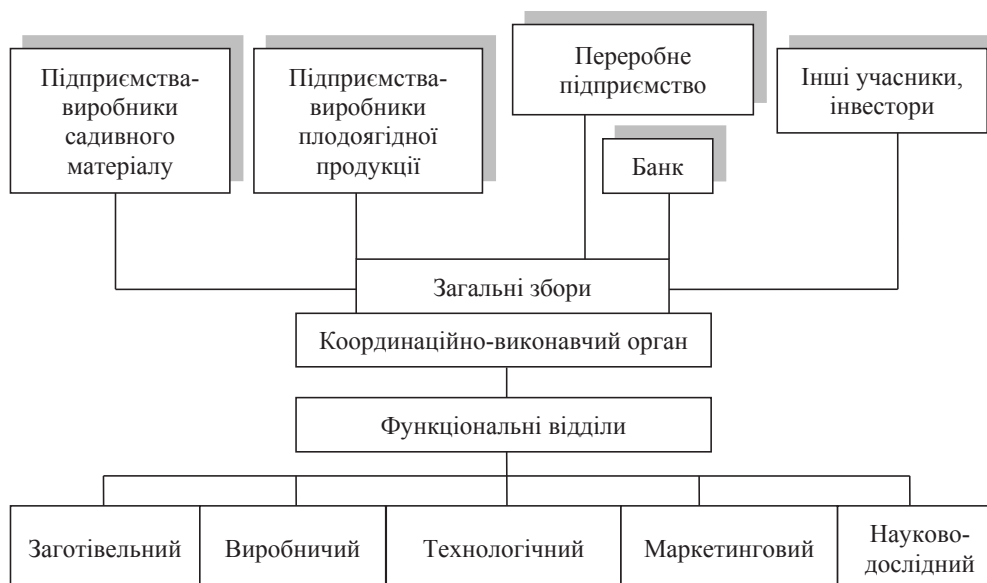 Підприємства-
виробники
садивного
матеріалу
Підприємства-
виробники
плодоягідної
продукції
Переробне
підприємство
Банк
Інші учасники,
інвестори
Загальні збори
Координаційно-виконавчий орган
Функціональні відділи
Заготівельний
Виробничий
Технологічний
Маркетинговий
Науково-
дослідний